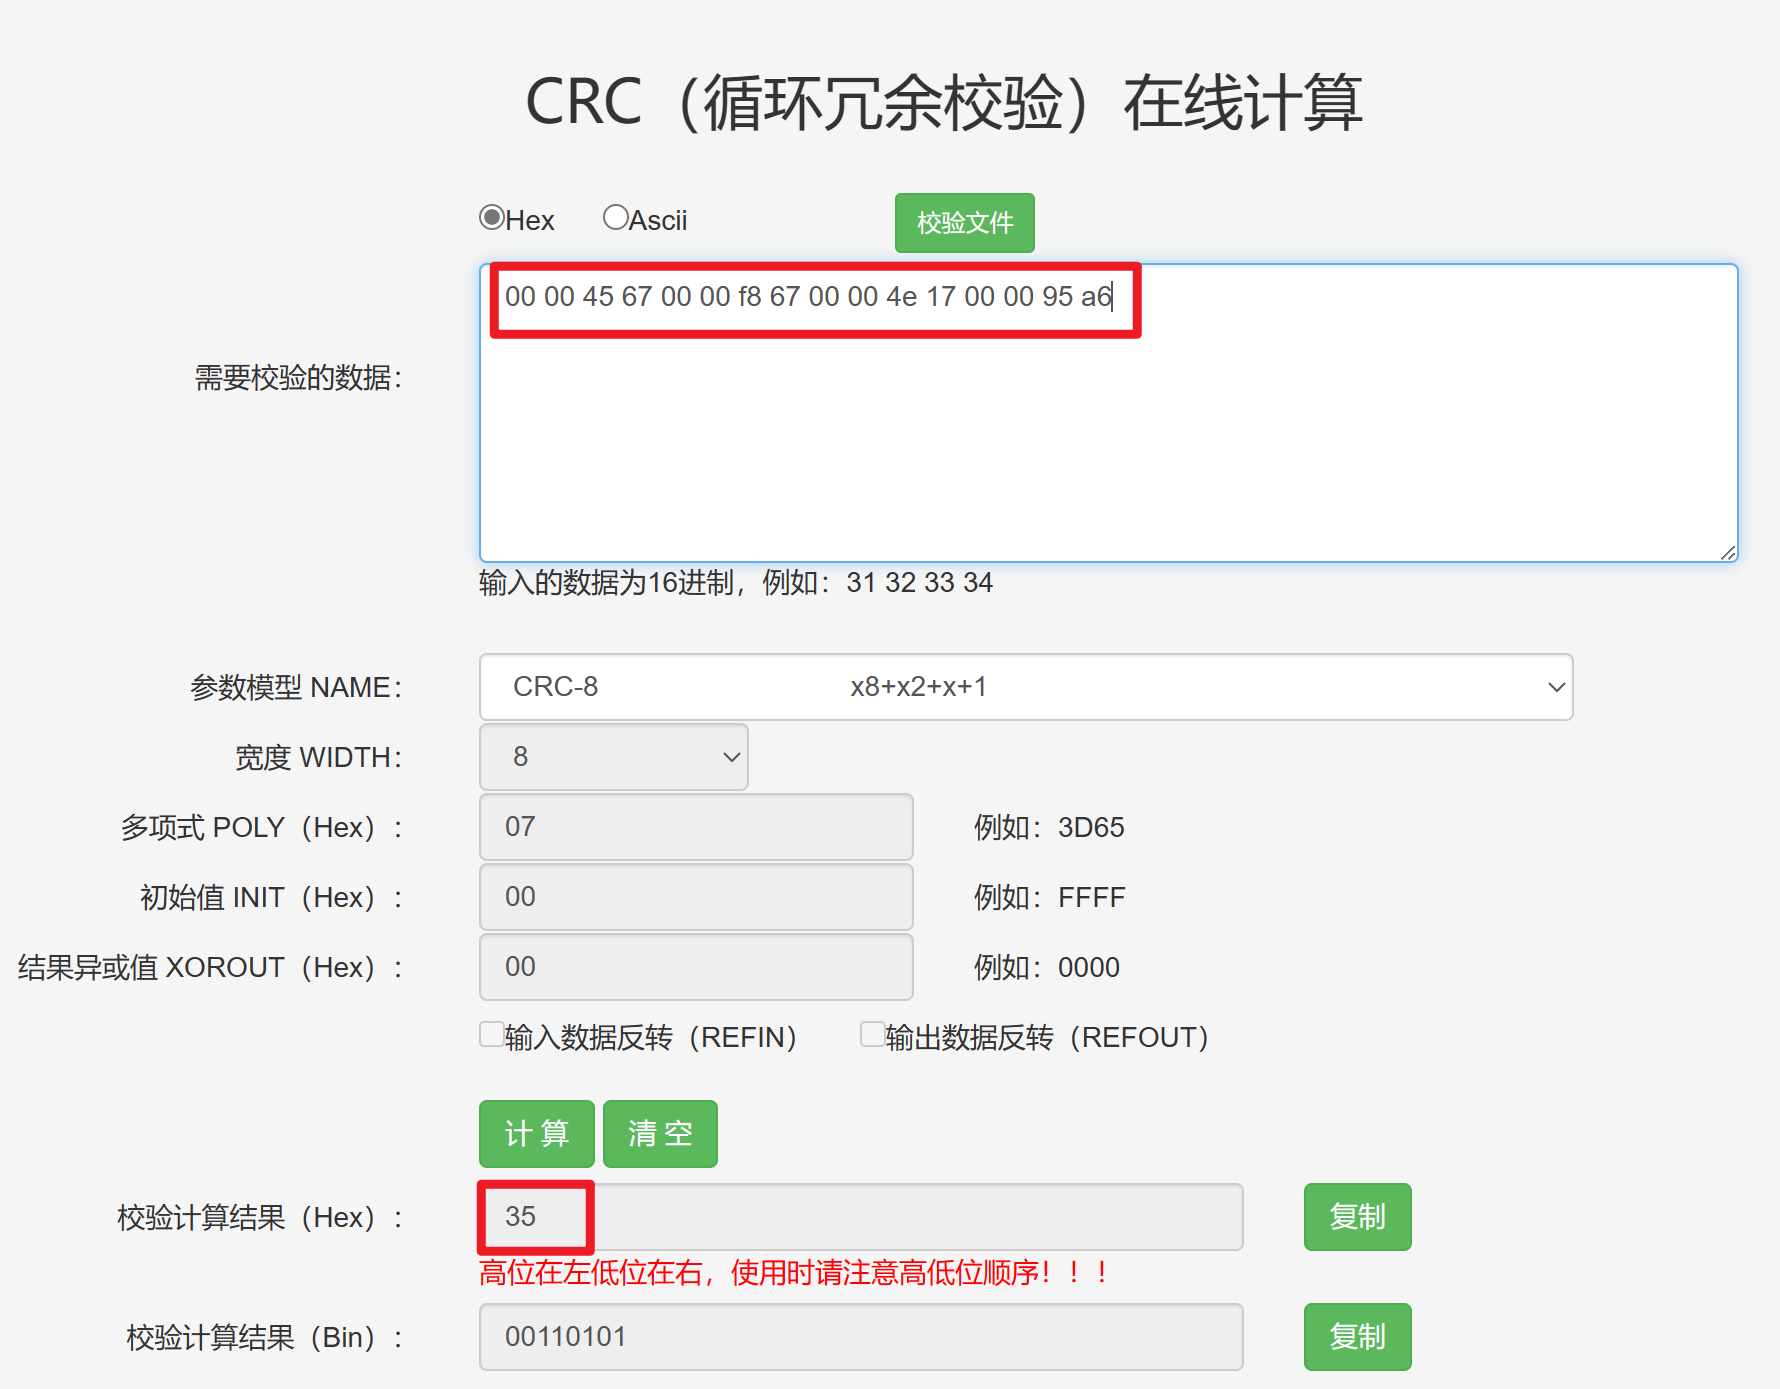 CRC（循环冗余校验）在线计算
Hex Ascii 校验文件
00 00 45 67 00 00 f8 67 00 00 4e 17 00 00 95 a6
需要校验的数据：
输入的数据为16进制，例如：31 32 33 34
参数模型 NAME： CRC-8 x8+x2+x+1
宽度 WIDTH： 8
多项式 POLY（Hex）： 07 例如：3D65
初始值 INIT（Hex）： 00 例如：FFFF
结果异或值 XOROUT（Hex）： 00 例如：0000
输入数据反转（REFIN） 输出数据反转（REFOUT）
计 算 清 空
校验计算结果（Hex）： 35 复制
高位在左低位在右，使用时请注意高低位顺序！！！
校验计算结果（Bin）： 00110101 复制